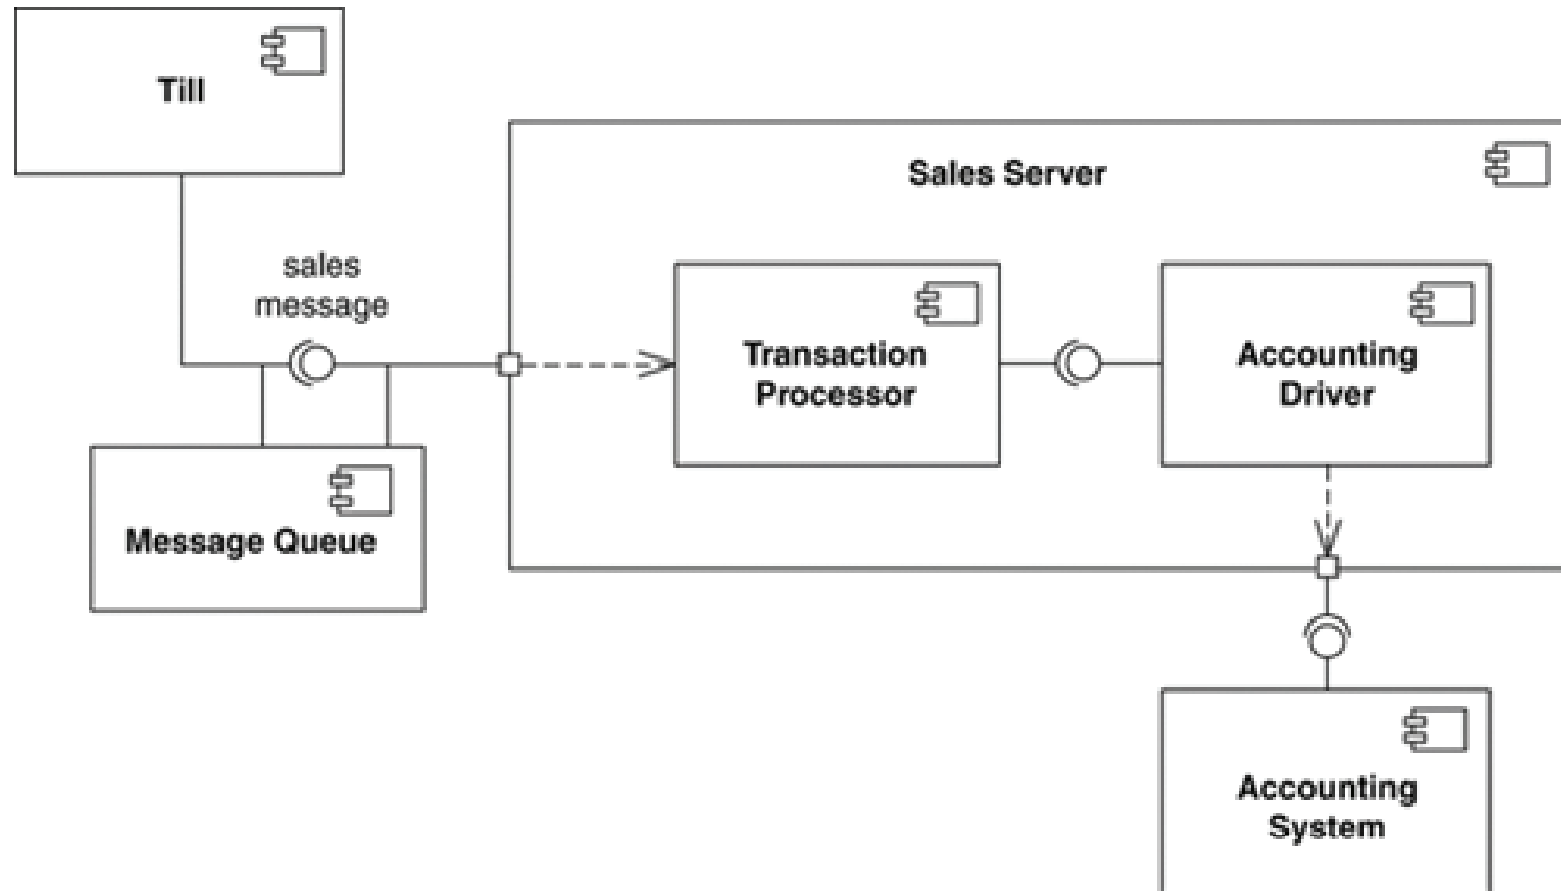 Till
Sales Server
sales
message
Transaction
Processor
Accounting
Driver
Message Queue
Accounting
System